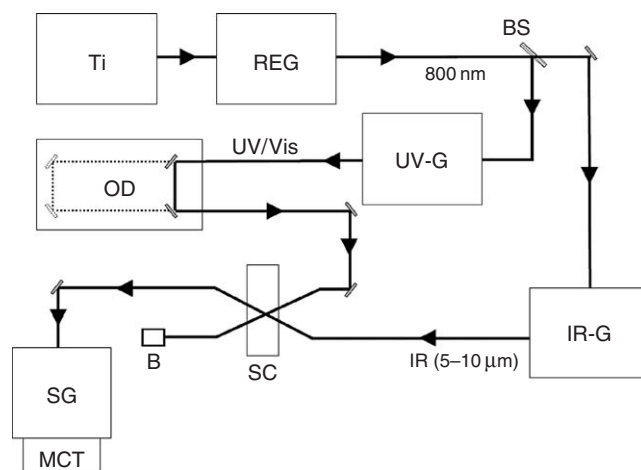 BS
Ti
REG
800 nm
UV/Vis
UV-G
OD
IR-G
B
SC
IR (5–10 μm)
SG
MCT